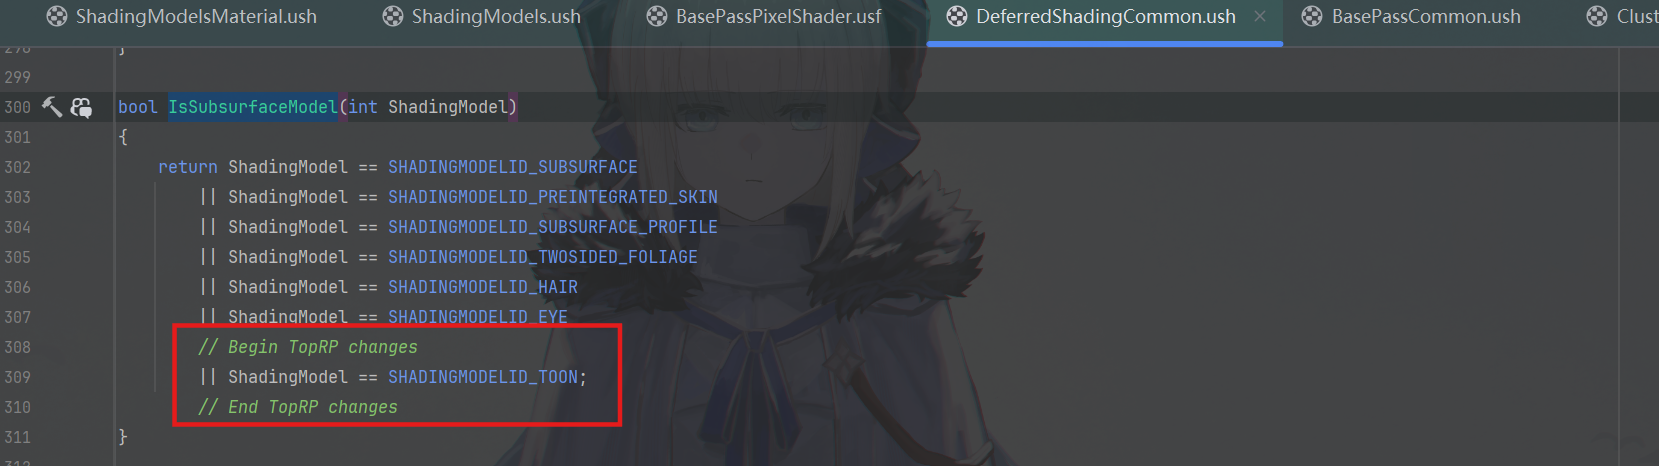 ShadingModelsMaterial.ush ShadingModels.ush BasePassPixelShader.usf DeferredShadingCommon.ush BasePassCommon.ush Clust
298 }
299
300 bool IsSubsurfaceModel(int ShadingModel)
301 {
302 return ShadingModel == SHADINGMODELID_SUBSURFACE
303 || ShadingModel == SHADINGMODELID_PREINTEGRATED_SKIN
304 || ShadingModel == SHADINGMODELID_SUBSURFACE_PROFILE
305 || ShadingModel == SHADINGMODELID_TWOSIDED_FOLIAGE
306 || ShadingModel == SHADINGMODELID_HAIR
307 || ShadingModel == SHADINGMODELID_EYE
308 // Begin TopRP changes
309 || ShadingModel == SHADINGMODELID_TOON;
310 // End TopRP changes
311 }
312